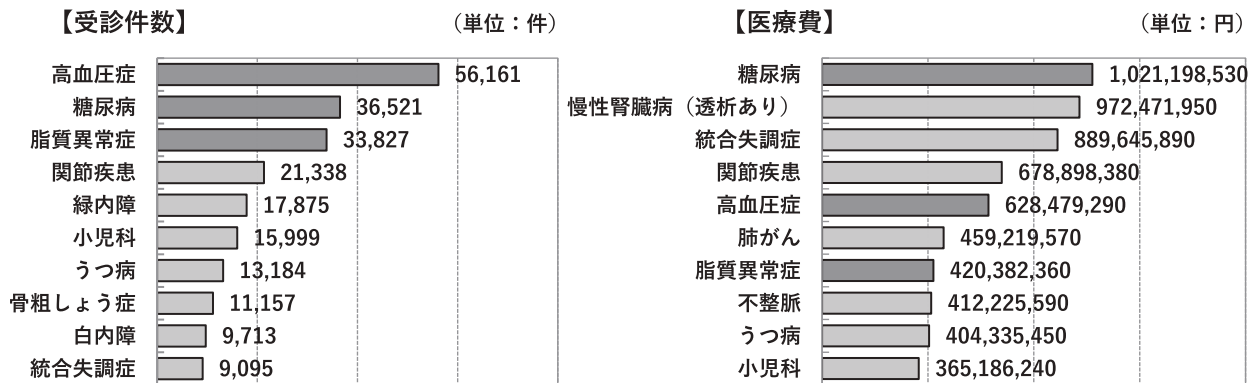 【受診件数】 （単位：件）
高血圧症 56,161
糖尿病 36,521
脂質異常症 33,827
関節疾患 21,338
緑内障 17,875
小児科 15,999
うつ病 13,184
骨粗しょう症 11,157
白内障 9,713
統合失調症 9,095
【医療費】 （単位：円）
糖尿病 1,021,198,530
慢性腎臓病（透析あり） 972,471,950
統合失調症 889,645,890
関節疾患 678,898,380
高血圧症 628,479,290
肺がん 459,219,570
脂質異常症 420,382,360
不整脈 412,225,590
うつ病 404,335,450
小児科 365,186,240